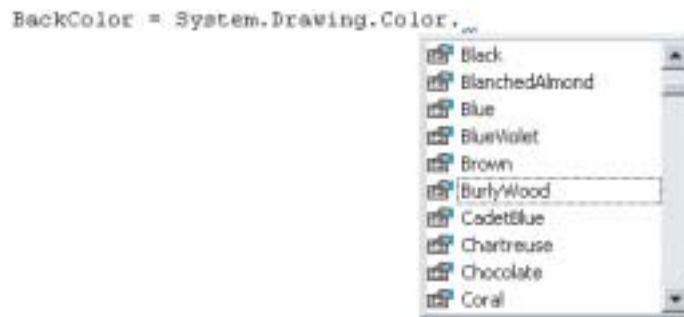 BackColor = System.Drawing.Color.
Black
BlanchedAlmond
Blue
BlueViolet
Brown
BurlyWood
CadetBlue
Chartreuse
Chocolate
Coral